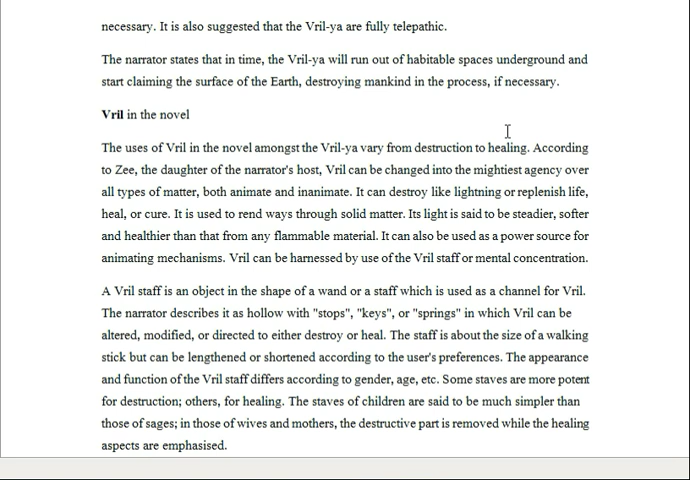 necessary. It is also suggested that the Vril-ya are fully telepathic.
The narrator states that in time, the Vril-ya will run out of habitable spaces underground and
start claiming the surface of the Earth, destroying mankind in the process, if necessary.
Vril in the novel
The uses of Vril in the novel amongst the Vril-ya vary from destruction to healing. According
to Zee, the daughter of the narrator's host, Vril can be changed into the mightiest agency over
all types of matter, both animate and inanimate. It can destroy like lightning or replenish life,
heal, or cure. It is used to rend ways through solid matter. Its light is said to be steadier, softer
and healthier than that from any flammable material. It can also be used as a power source for
animating mechanisms. Vril can be harnessed by use of the Vril staff or mental concentration.
A Vril staff is an object in the shape of a wand or a staff which is used as a channel for Vril.
The narrator describes it as hollow with "stops", "keys", or "springs" in which Vril can be
altered, modified, or directed to either destroy or heal. The staff is about the size of a walking
stick but can be lengthened or shortened according to the user's preferences. The appearance
and function of the Vril staff differs according to gender, age, etc. Some staves are more potent
for destruction; others, for healing. The staves of children are said to be much simpler than
those of sages; in those of wives and mothers, the destructive part is removed while the healing
aspects are emphasised.